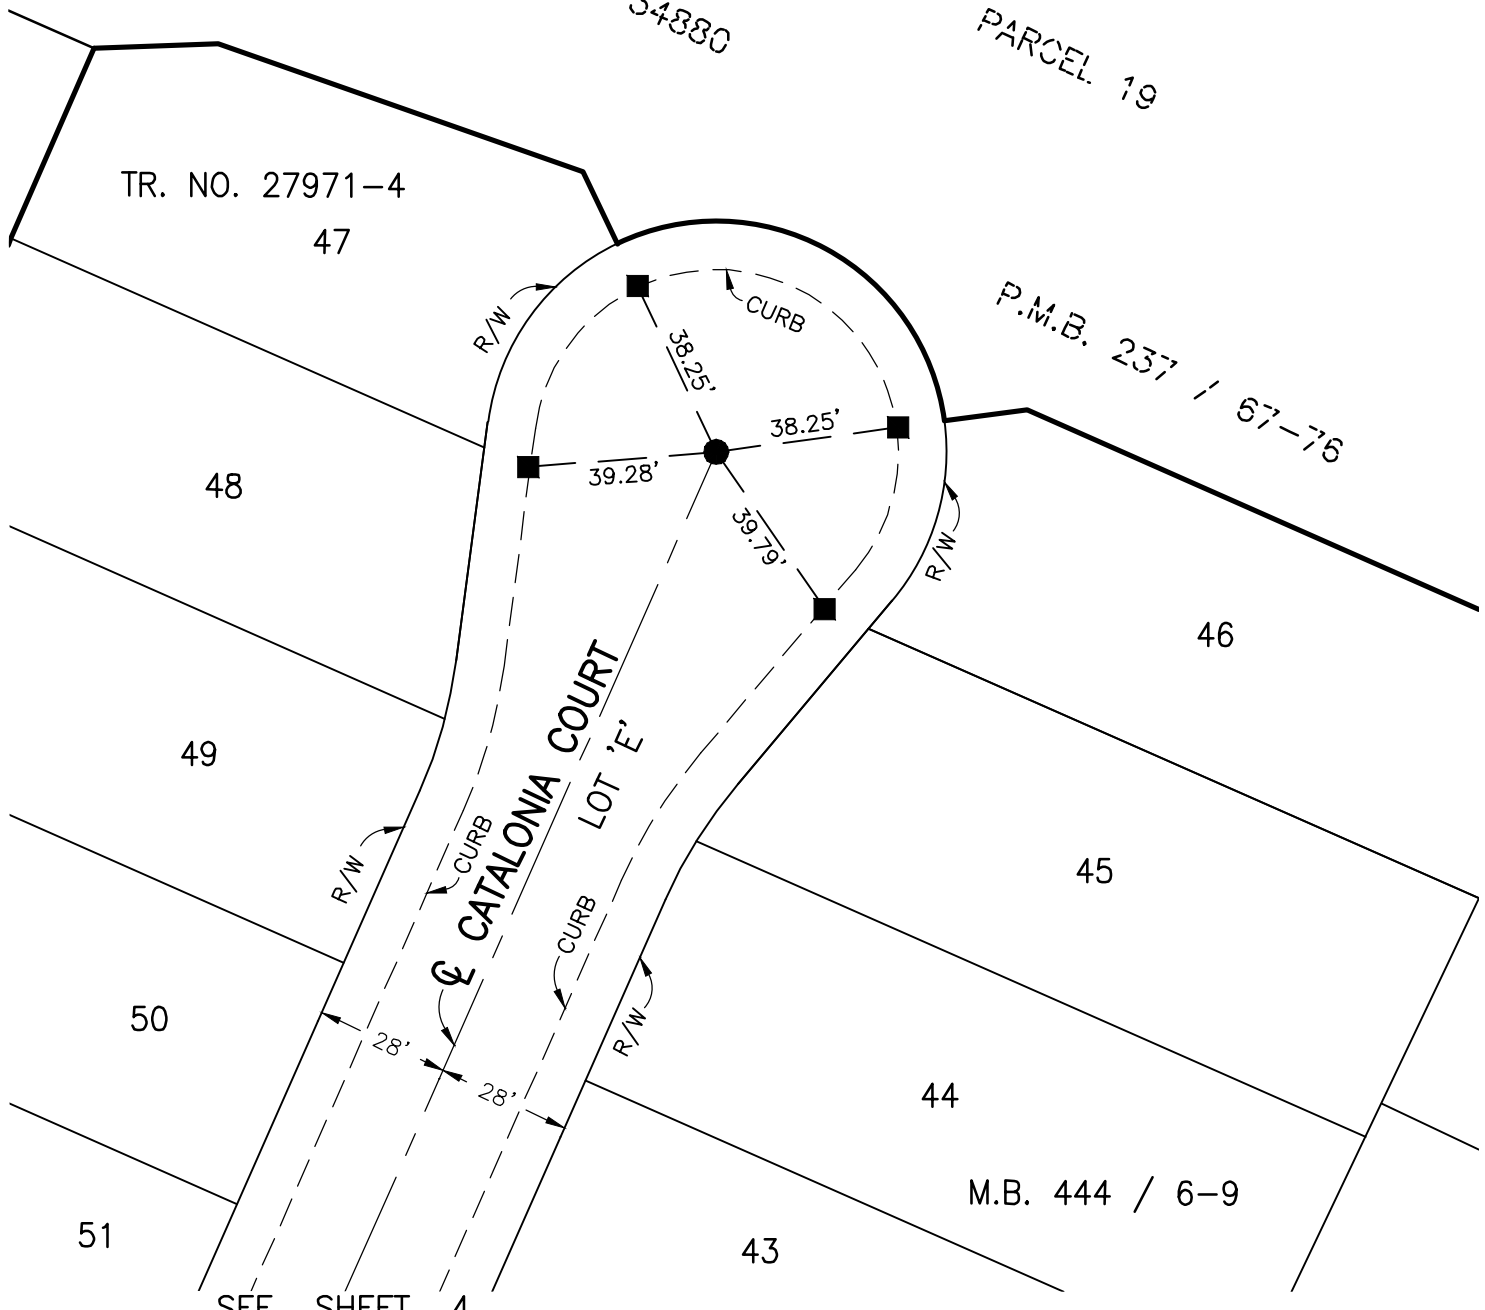 34880
PARCEL 19
TR. NO. 27971-4
47
R/W
CURB
38.25'
P.M.B. 237 / 67-76
38.25'
39.28'
48
39.79'
R/W
46
49
℄ CATALONIA COURT
LOT 'E'
CURB
R/W
45
CURB
50
28'
R/W
28'
44
M.B. 444 / 6-9
51
43
SEE SHEET 4